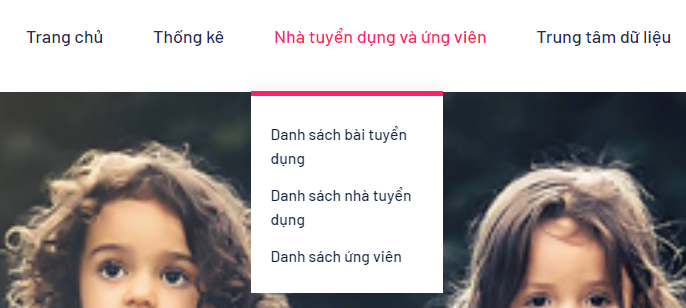 Trang chủ Thống kê Nhà tuyển dụng và ứng viên Trung tâm dữ liệu
Danh sách bài tuyển
dụng
Danh sách nhà tuyển
dụng
Danh sách ứng viên